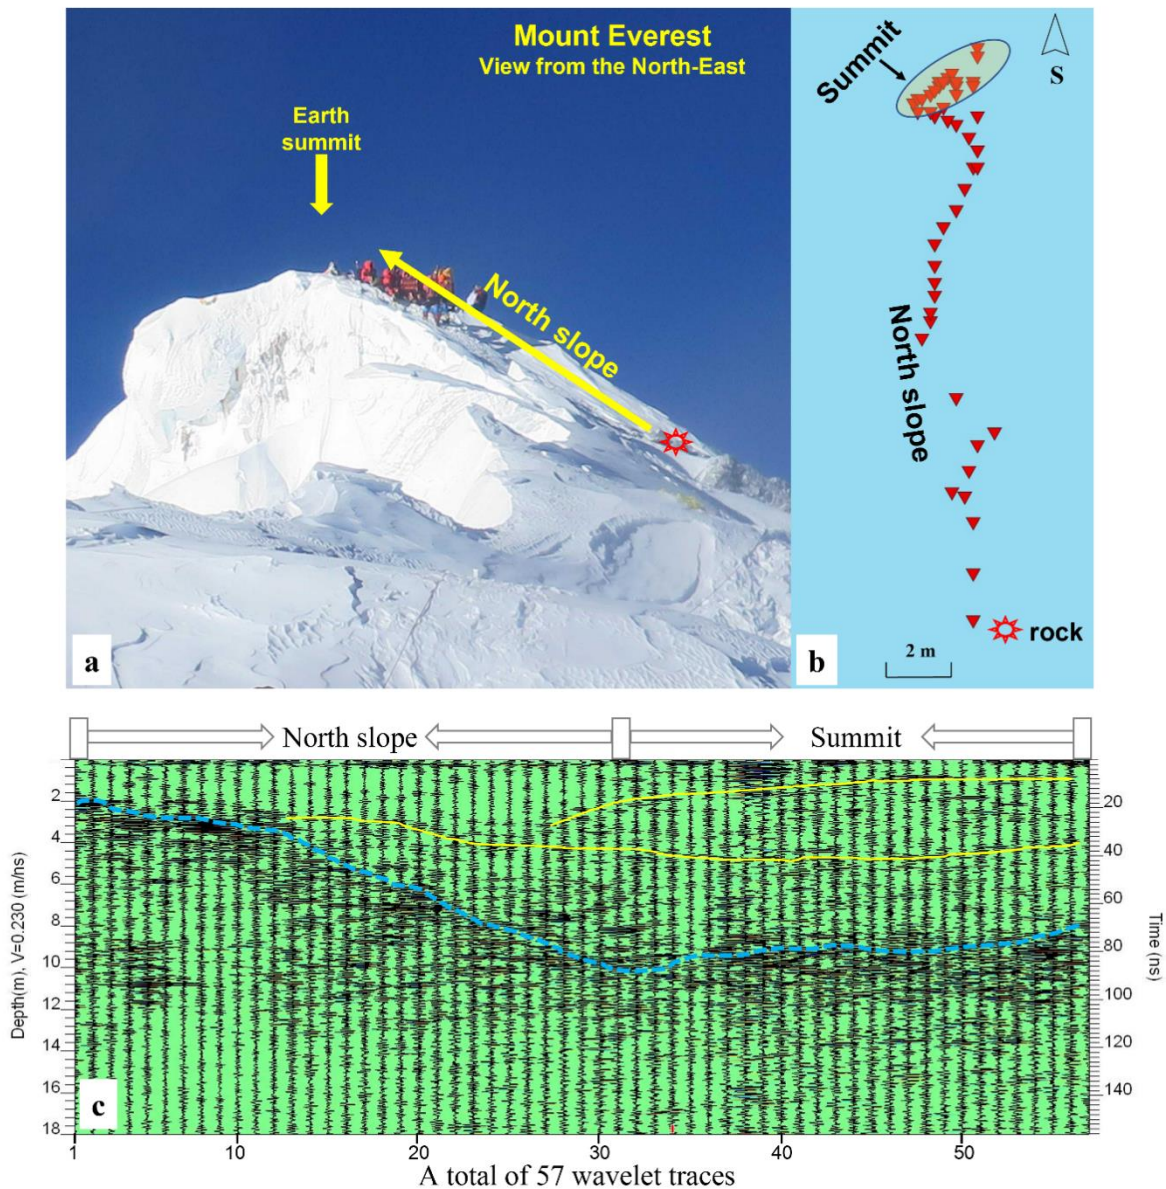 Mount Everest
View from the North-East
Earth
summit
North slope
a
Summit
S
North slope
rock
2 m
b
North slope
Summit
2
4
6
8
10
12
14
16
18
Depth(m), V=0.230 (m/ns)
20
40
60
80
100
120
140
Time (ns)
c
1
10
20
30
40
50
A total of 57 wavelet traces